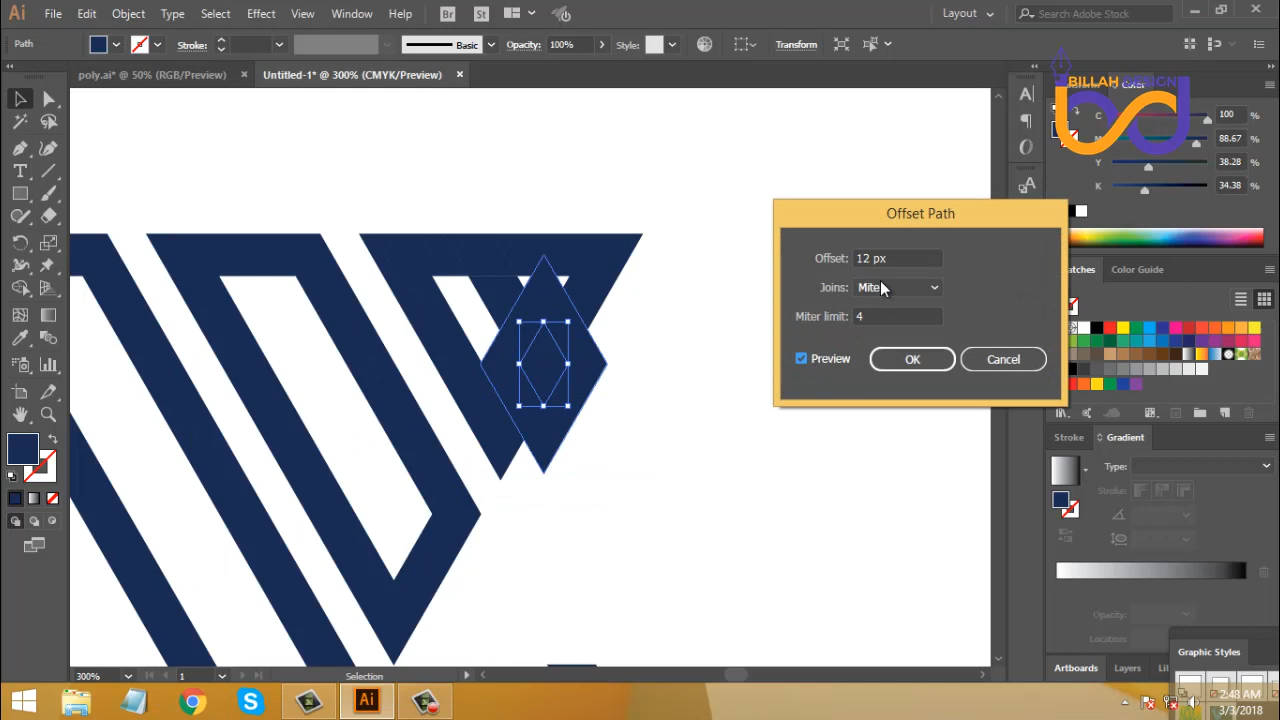 Ai File Edit Object Type Select Effect View Window Help Br St Layout Search Adobe Stock
Path Stroke: Basic Opacity: 100% Style: Transform
poly.ai* @ 50% (RGB/Preview) × Untitled-1* @ 300% (CMYK/Preview) ×
BILLAH DESIGN
Color
C 100 %
M 88.67 %
Y 38.28 %
K 34.38 %
Offset Path
Offset: 12 px
Joins: Miter
Miter limit: 4
Preview OK Cancel
Color Guide
Stroke Gradient
Type:
Stroke:
Opacity:
Location:
Graphic Styles
Artboards Layers
300% 1 Selection
Ai
2:48 AM
3/3/2018